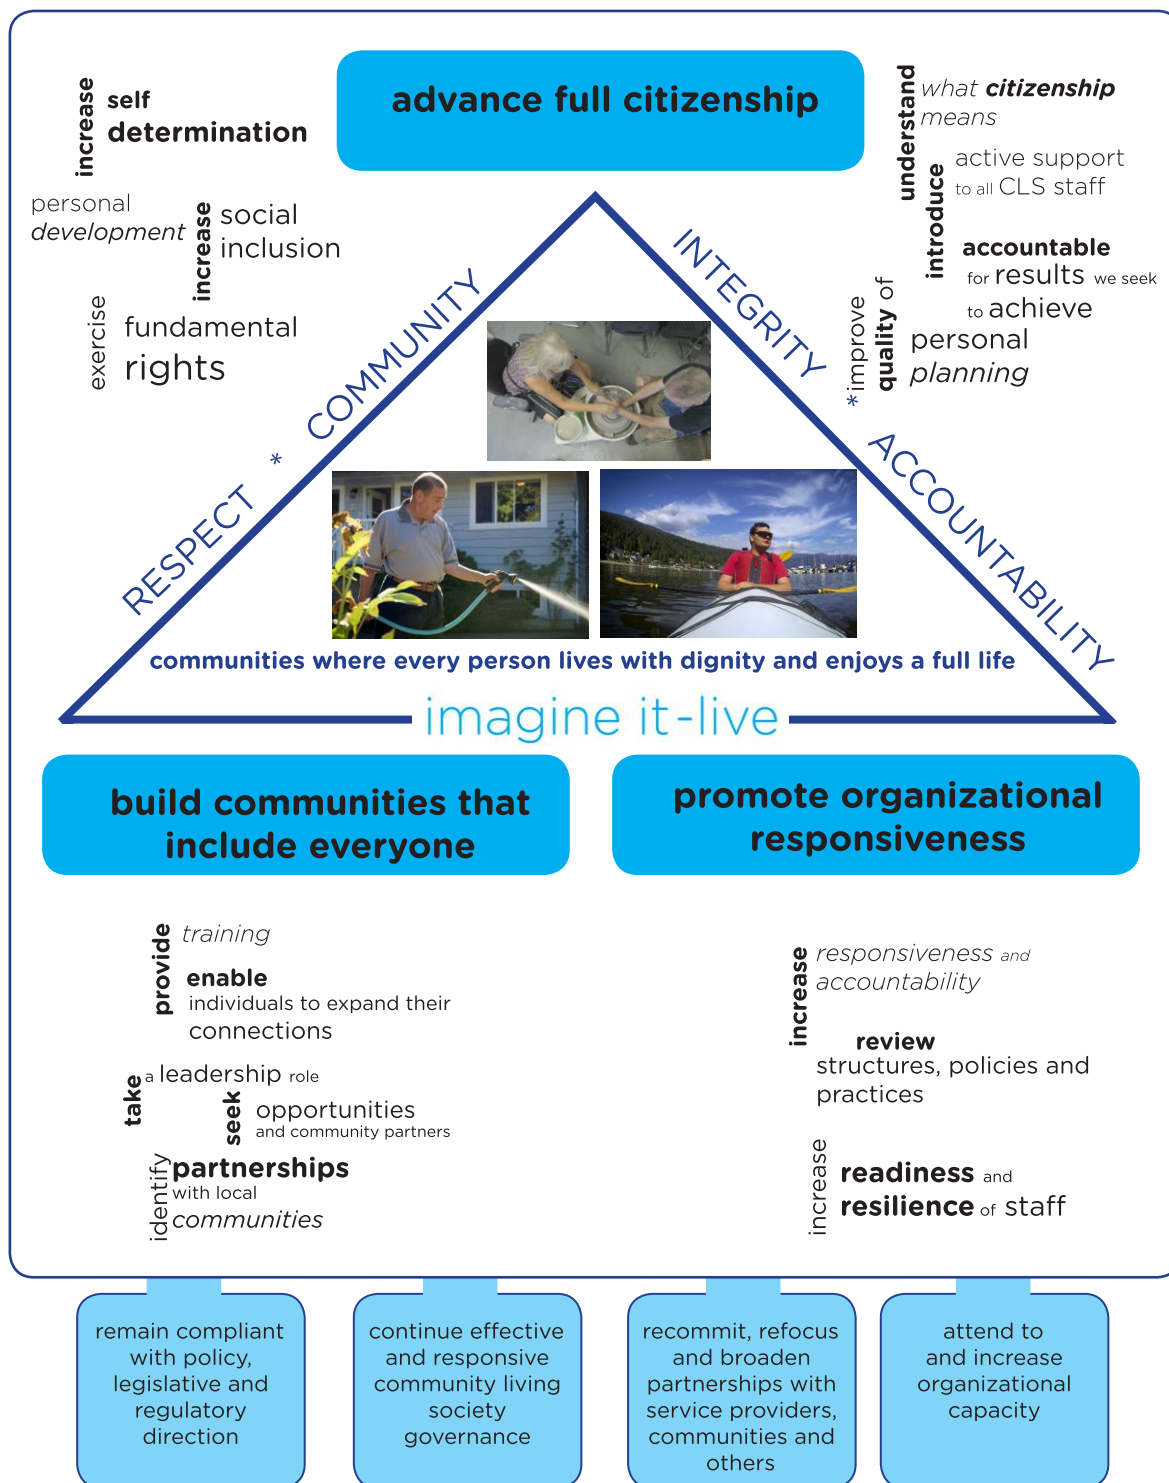 advance full citizenship
increase
self
determination
personal
development
increase
social
inclusion
exercise
fundamental
rights
understand
what citizenship
means
introduce
active support
to all CLS staff
accountable
for results we seek
to achieve
improve
quality of
personal
planning
RESPECT * COMMUNITY
INTEGRITY * ACCOUNTABILITY
communities where every person lives with dignity and enjoys a full life
imagine it-live
build communities that
include everyone
provide
training
enable
individuals to expand their
connections
take
a leadership role
seek
opportunities
and community partners
identify
partnerships
with local
communities
promote organizational
responsiveness
increase
responsiveness and
accountability
review
structures, policies and
practices
increase
readiness and
resilience of staff
remain compliant
with policy,
legislative and
regulatory
direction
continue effective
and responsive
community living
society
governance
recommit, refocus
and broaden
partnerships with
service providers,
communities and
others
attend to
and increase
organizational
capacity